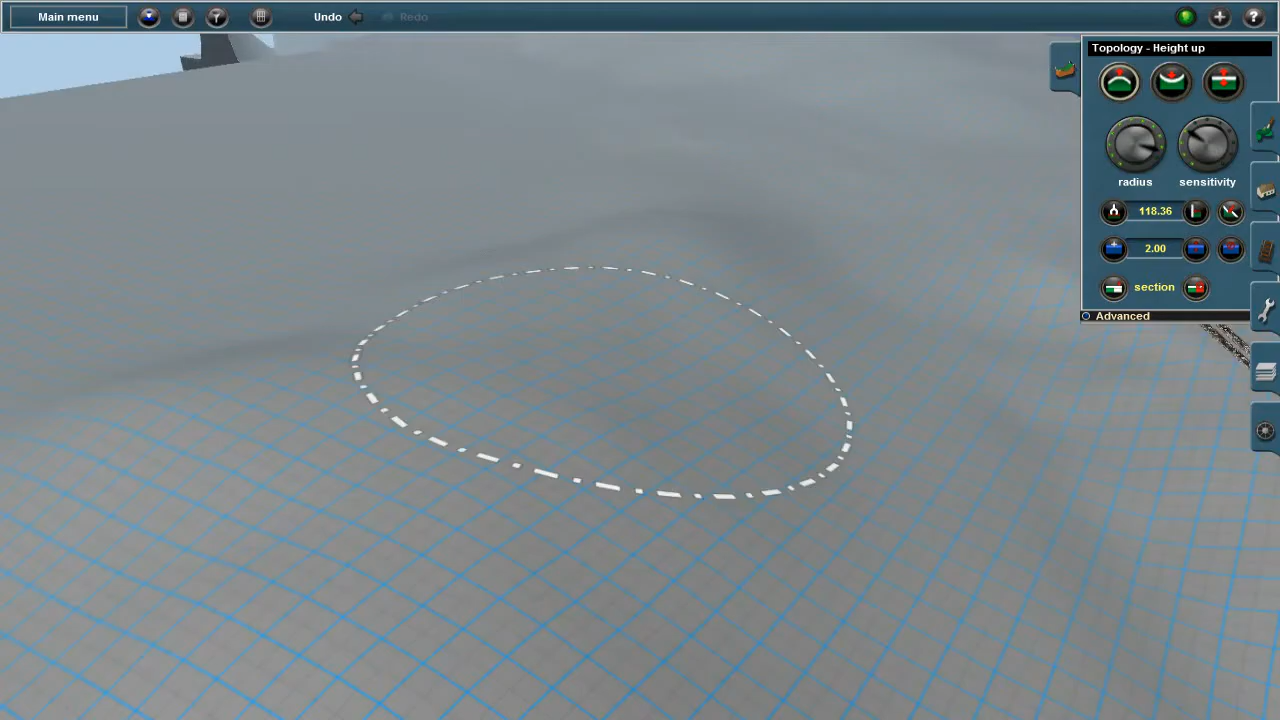 Main menu
Undo
Redo
?
Topology - Height up
radius
sensitivity
118.36
2.00
section
Advanced